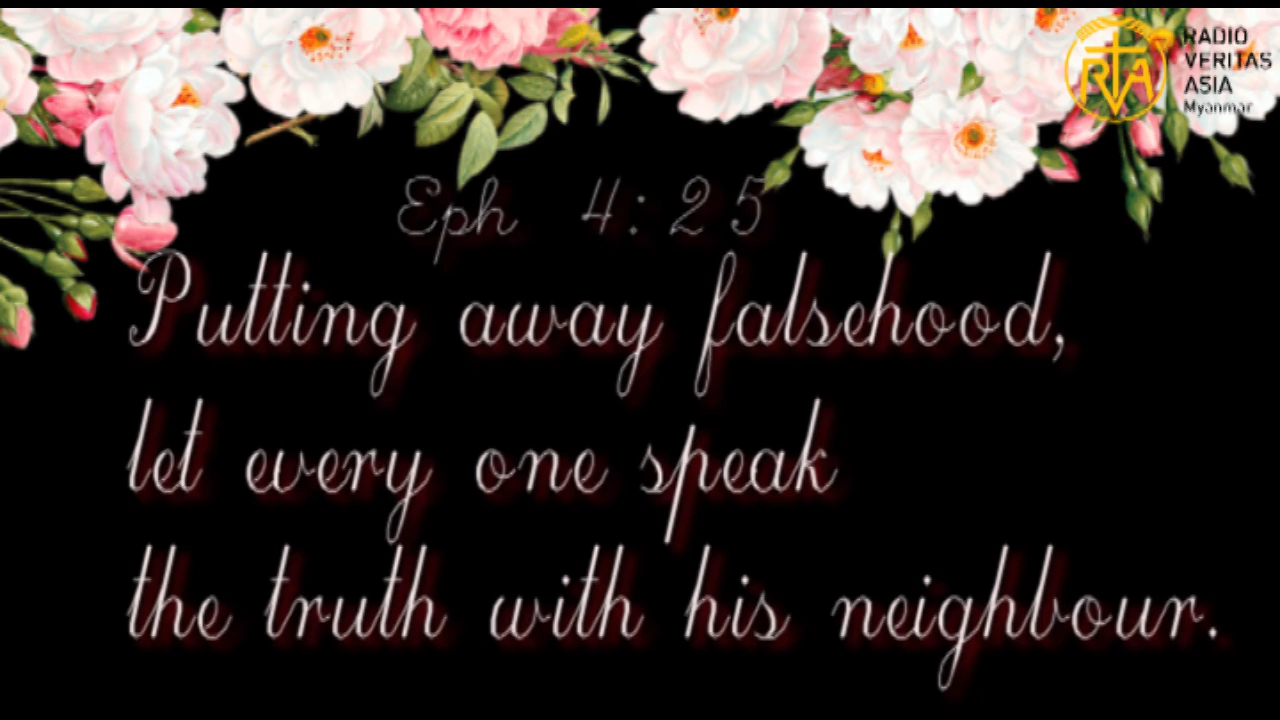 RADIO
VERITAS
ASIA
Myanmar
RVA
Eph 4:25
Putting away falsehood,
let every one speak
the truth with his neighbour.